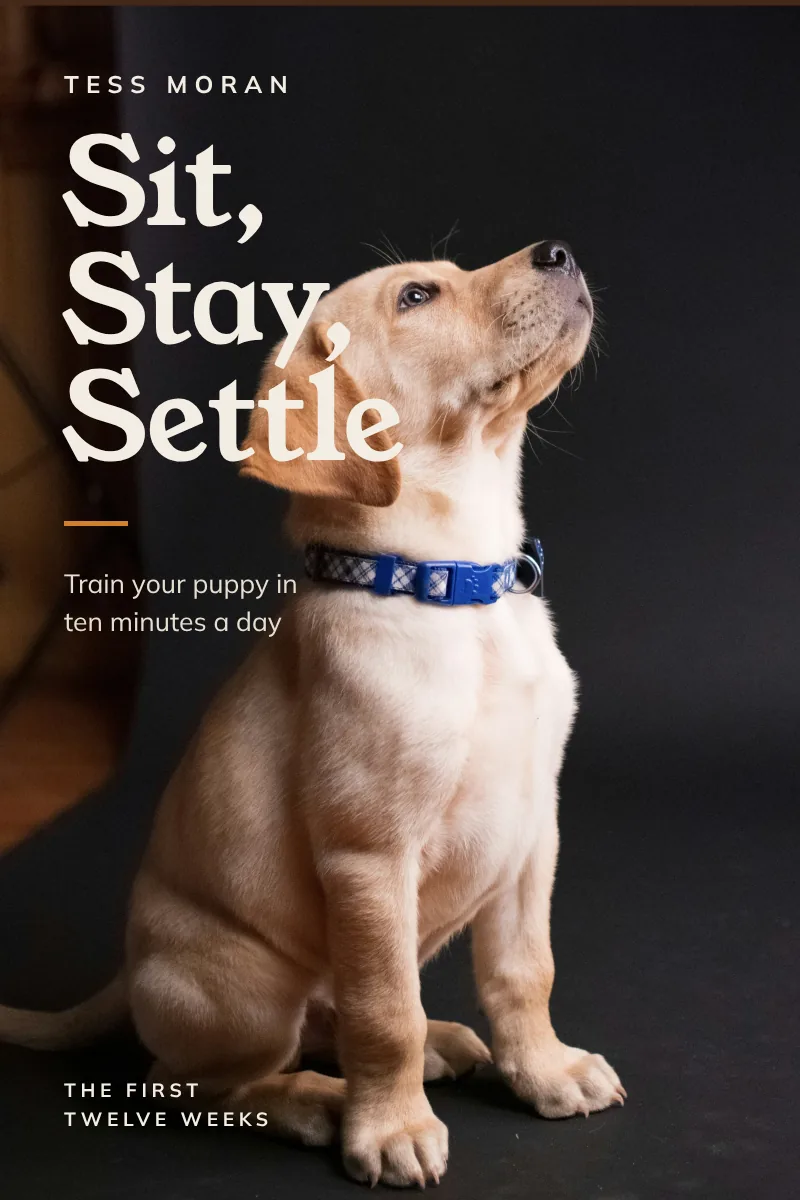 TESS MORAN
Sit,
Stay,
Settle
Train your puppy in
ten minutes a day
THE FIRST
TWELVE WEEKS